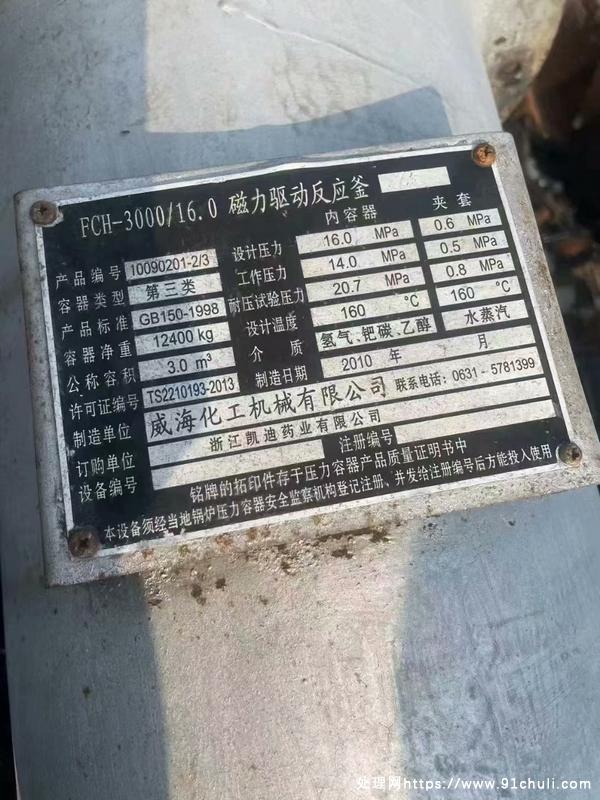 FCH-3000/16.0 磁力驱动反应釜
内容器 夹套
产品编号 10090201-2/3 设计压力 16.0 MPa 0.6 MPa
容器类型 第三类 工作压力 14.0 MPa 0.5 MPa
产品标准 GB150-1998 耐压试验压力 20.7 MPa 0.8 MPa
容器净重 12400 kg 设计温度 160 ℃ 160 ℃
公称容积 3.0 m³ 介质 氢气、钯碳、乙醇 水蒸汽
许可证编号 TS2210193-2013 制造日期 2010 年 月
制造单位 威海化工机械有限公司 联系电话：0631-5781399
订购单位 浙江凯迪药业有限公司
设备编号 注册编号
铭牌的拓印件存于压力容器产品质量证明书中
本设备须经当地锅炉压力容器安全监察机构登记注册、并发给注册编号后方能投入使用
处理网https://www.91chuli.com